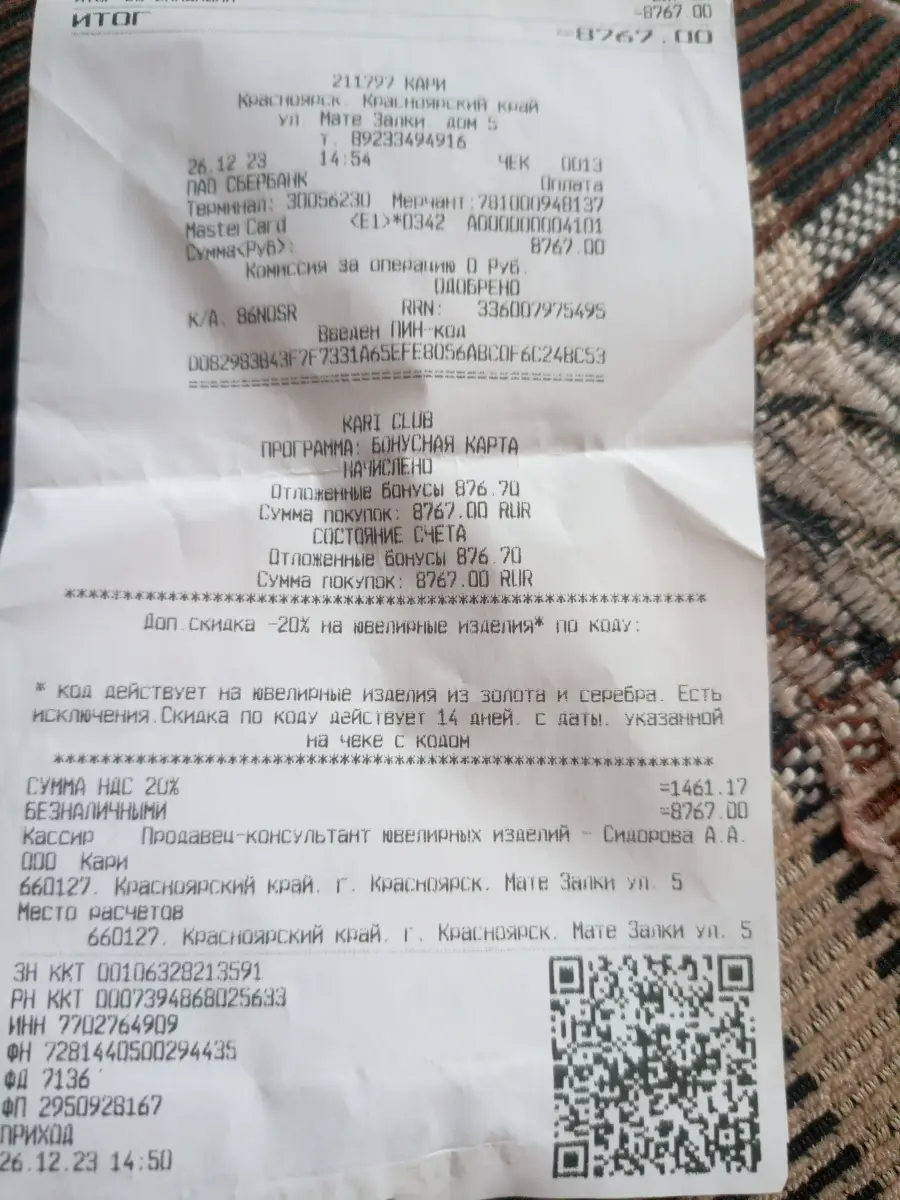 =8767.00
ИТОГ =8767.00
211797 КАРИ
Красноярск. Красноярский край
ул. Мате Залки, дом 5
т. 89233494916
26.12.23 14:54 ЧЕК 0013
ПАО СБЕРБАНК Оплата
Терминал: 30056230 Мерчант:781000948137
MasterCard <E1>*0342 A0000000004101
Сумма<Руб>: 8767.00
Комиссия за операцию 0 Руб.
ОДОБРЕНО
К/А. 86N0SR RRN: 336007975495
Введен ПИН-код
D082983B43F7F7331A65EFE8056ABC0F6C24BC53
KARI CLUB
ПРОГРАММА: БОНУСНАЯ КАРТА
НАЧИСЛЕНО
Отложенные бонусы 876.70
Сумма покупок: 8767.00 RUR
СОСТОЯНИЕ СЧЕТА
Отложенные бонусы 876.70
Сумма покупок: 8767.00 RUR
Доп.скидка -20% на ювелирные изделия* по коду:
* код действует на ювелирные изделия из золота и серебра. Есть
исключения.Скидка по коду действует 14 дней, с даты, указанной
на чеке с кодом
СУММА НДС 20% =1461.17
БЕЗНАЛИЧНЫМИ =8767.00
Кассир Продавец-консультант ювелирных изделий - Сидорова А.А.
ООО Кари
660127, Красноярский край, г. Красноярск, Мате Залки ул. 5
Место расчетов
660127, Красноярский край, г. Красноярск, Мате Залки ул. 5
ЗН ККТ 00106328213591
РН ККТ 0007394868025633
ИНН 7702764909
ФН 7281440500294435
ФД 7136
ФП 2950928167
ПРИХОД
26.12.23 14:50